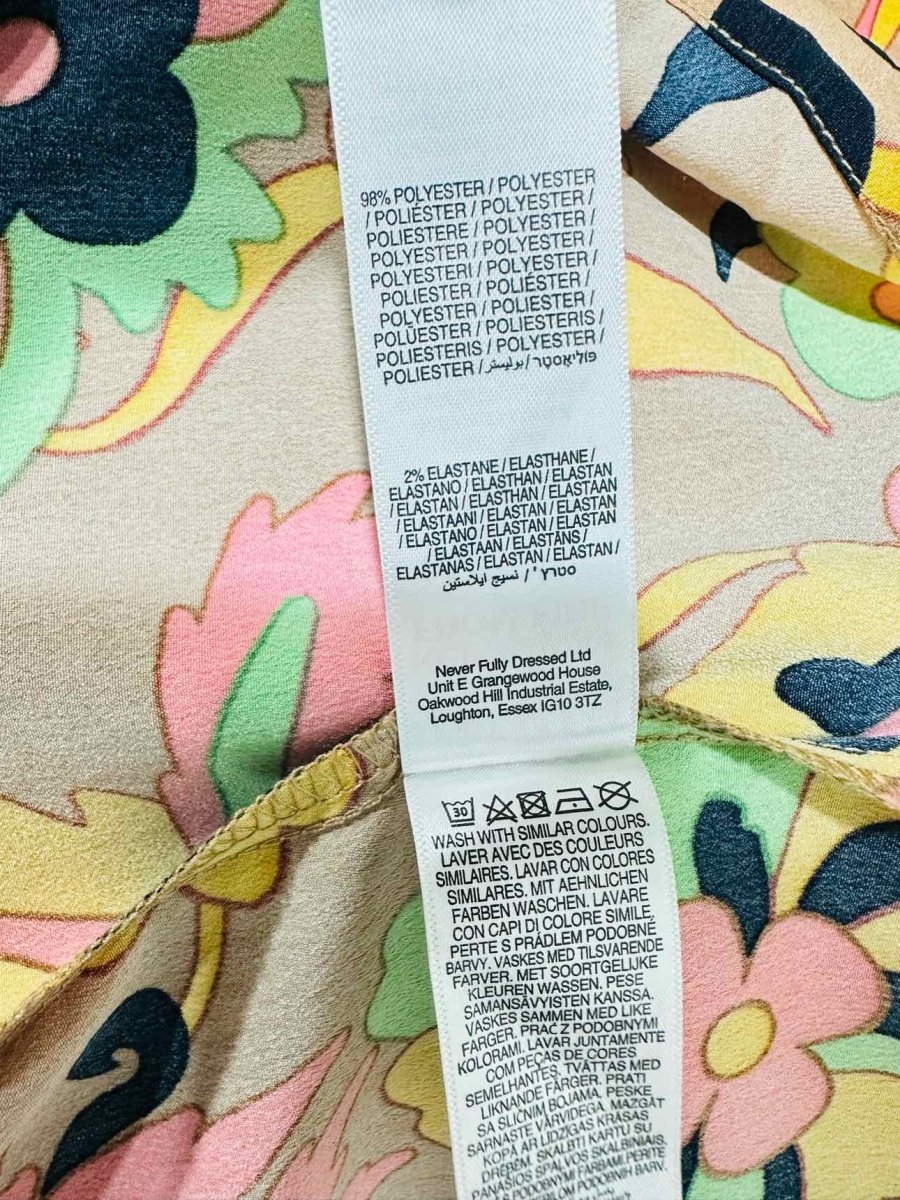 98% POLYESTER / POLYESTER
/ POLIÉSTER / POLYESTER /
POLIESTERE / POLYESTER /
POLYESTER / POLYESTER /
POLYESTERI / POLYESTER /
POLIESTER / POLIÉSTER /
POLYESTER / POLIESTER /
POLÜESTER / POLIESTERIS /
POLIESTERIS / POLYESTER /
POLIESTER / بوليستر / פוליאסטר
2% ELASTANE / ELASTHANE /
ELASTANO / ELASTHAN / ELASTAN
/ ELASTAN / ELASTHAN / ELASTAAN
/ ELASTAANI / ELASTAN / ELASTAN
/ ELASTANO / ELASTAN / ELASTAN
/ ELASTAAN / ELASTĀNS /
ELASTANAS / ELASTAN / ELASTAN /
סטרץ' / نسيج ايلاستين
Never Fully Dressed Ltd
Unit E Grangewood House
Oakwood Hill Industrial Estate,
Loughton, Essex IG10 3TZ
30
WASH WITH SIMILAR COLOURS.
LAVER AVEC DES COULEURS
SIMILAIRES. LAVAR CON COLORES
SIMILARES. MIT AEHNLICHEN
FARBEN WASCHEN. LAVARE
CON CAPI DI COLORE SIMILE.
PERTE S PRÁDLEM PODOBNÉ
BARVY. VASKES MED TILSVARENDE
FARVER. MET SOORTGELIJKE
KLEUREN WASSEN. PESE
SAMANSÄVYISTEN KANSSA.
VASKES SAMMEN MED LIKE
FARGER. PRAĆ Z PODOBNYMI
KOLORAMI. LAVAR JUNTAMENTE
COM PEÇAS DE CORES
SEMELHANTES. TVÄTTAS MED
LIKNANDE FÄRGER. PRATI
SA SLIČNIM BOJAMA. PESKE
SARNASTE VÄRVIDEGA. MAZGĀT
KOPĀ AR LĪDZĪGAS KRĀSAS
DRĒBĒM. SKALBTI KARTU SU
PANAŠIOS SPALVOS SKALBINIAIS.